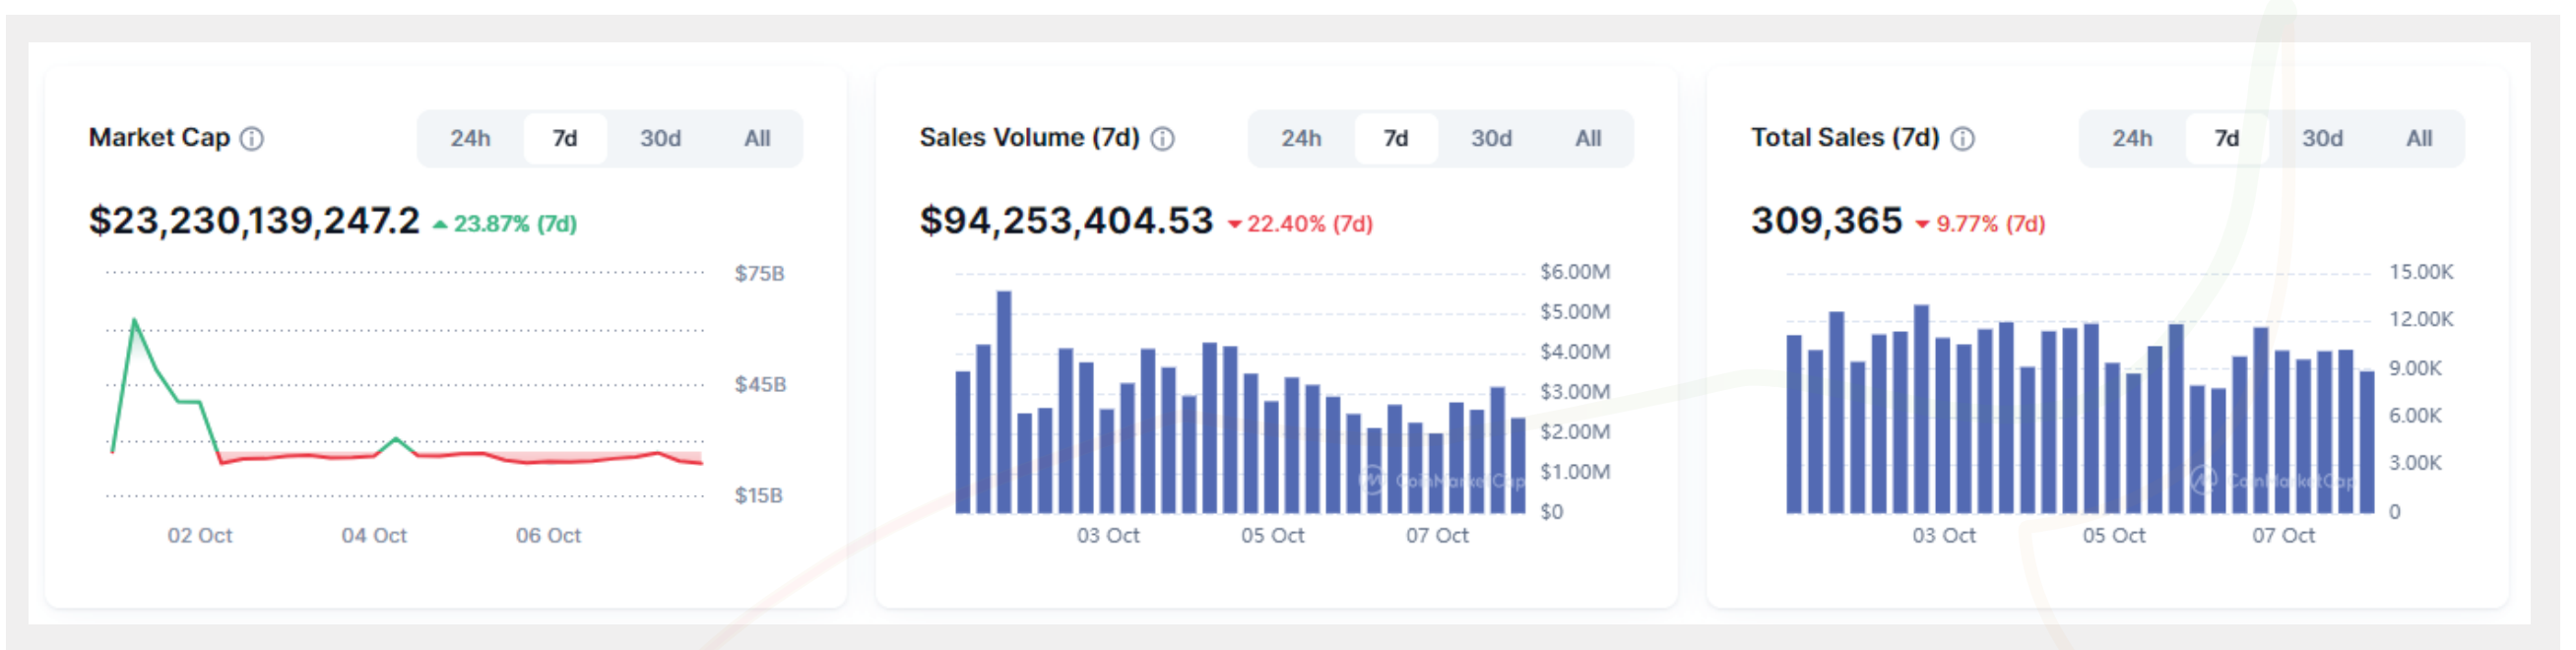 Market Cap 24h 7d 30d All
$23,230,139,247.2 23.87% (7d)
$75B
$45B
$15B
02 Oct 04 Oct 06 Oct
Sales Volume (7d) 24h 7d 30d All
$94,253,404.53 22.40% (7d)
$6.00M
$5.00M
$4.00M
$3.00M
$2.00M
$1.00M
$0
CoinMarketCap
03 Oct 05 Oct 07 Oct
Total Sales (7d) 24h 7d 30d All
309,365 9.77% (7d)
15.00K
12.00K
9.00K
6.00K
3.00K
0
CoinMarketCap
03 Oct 05 Oct 07 Oct